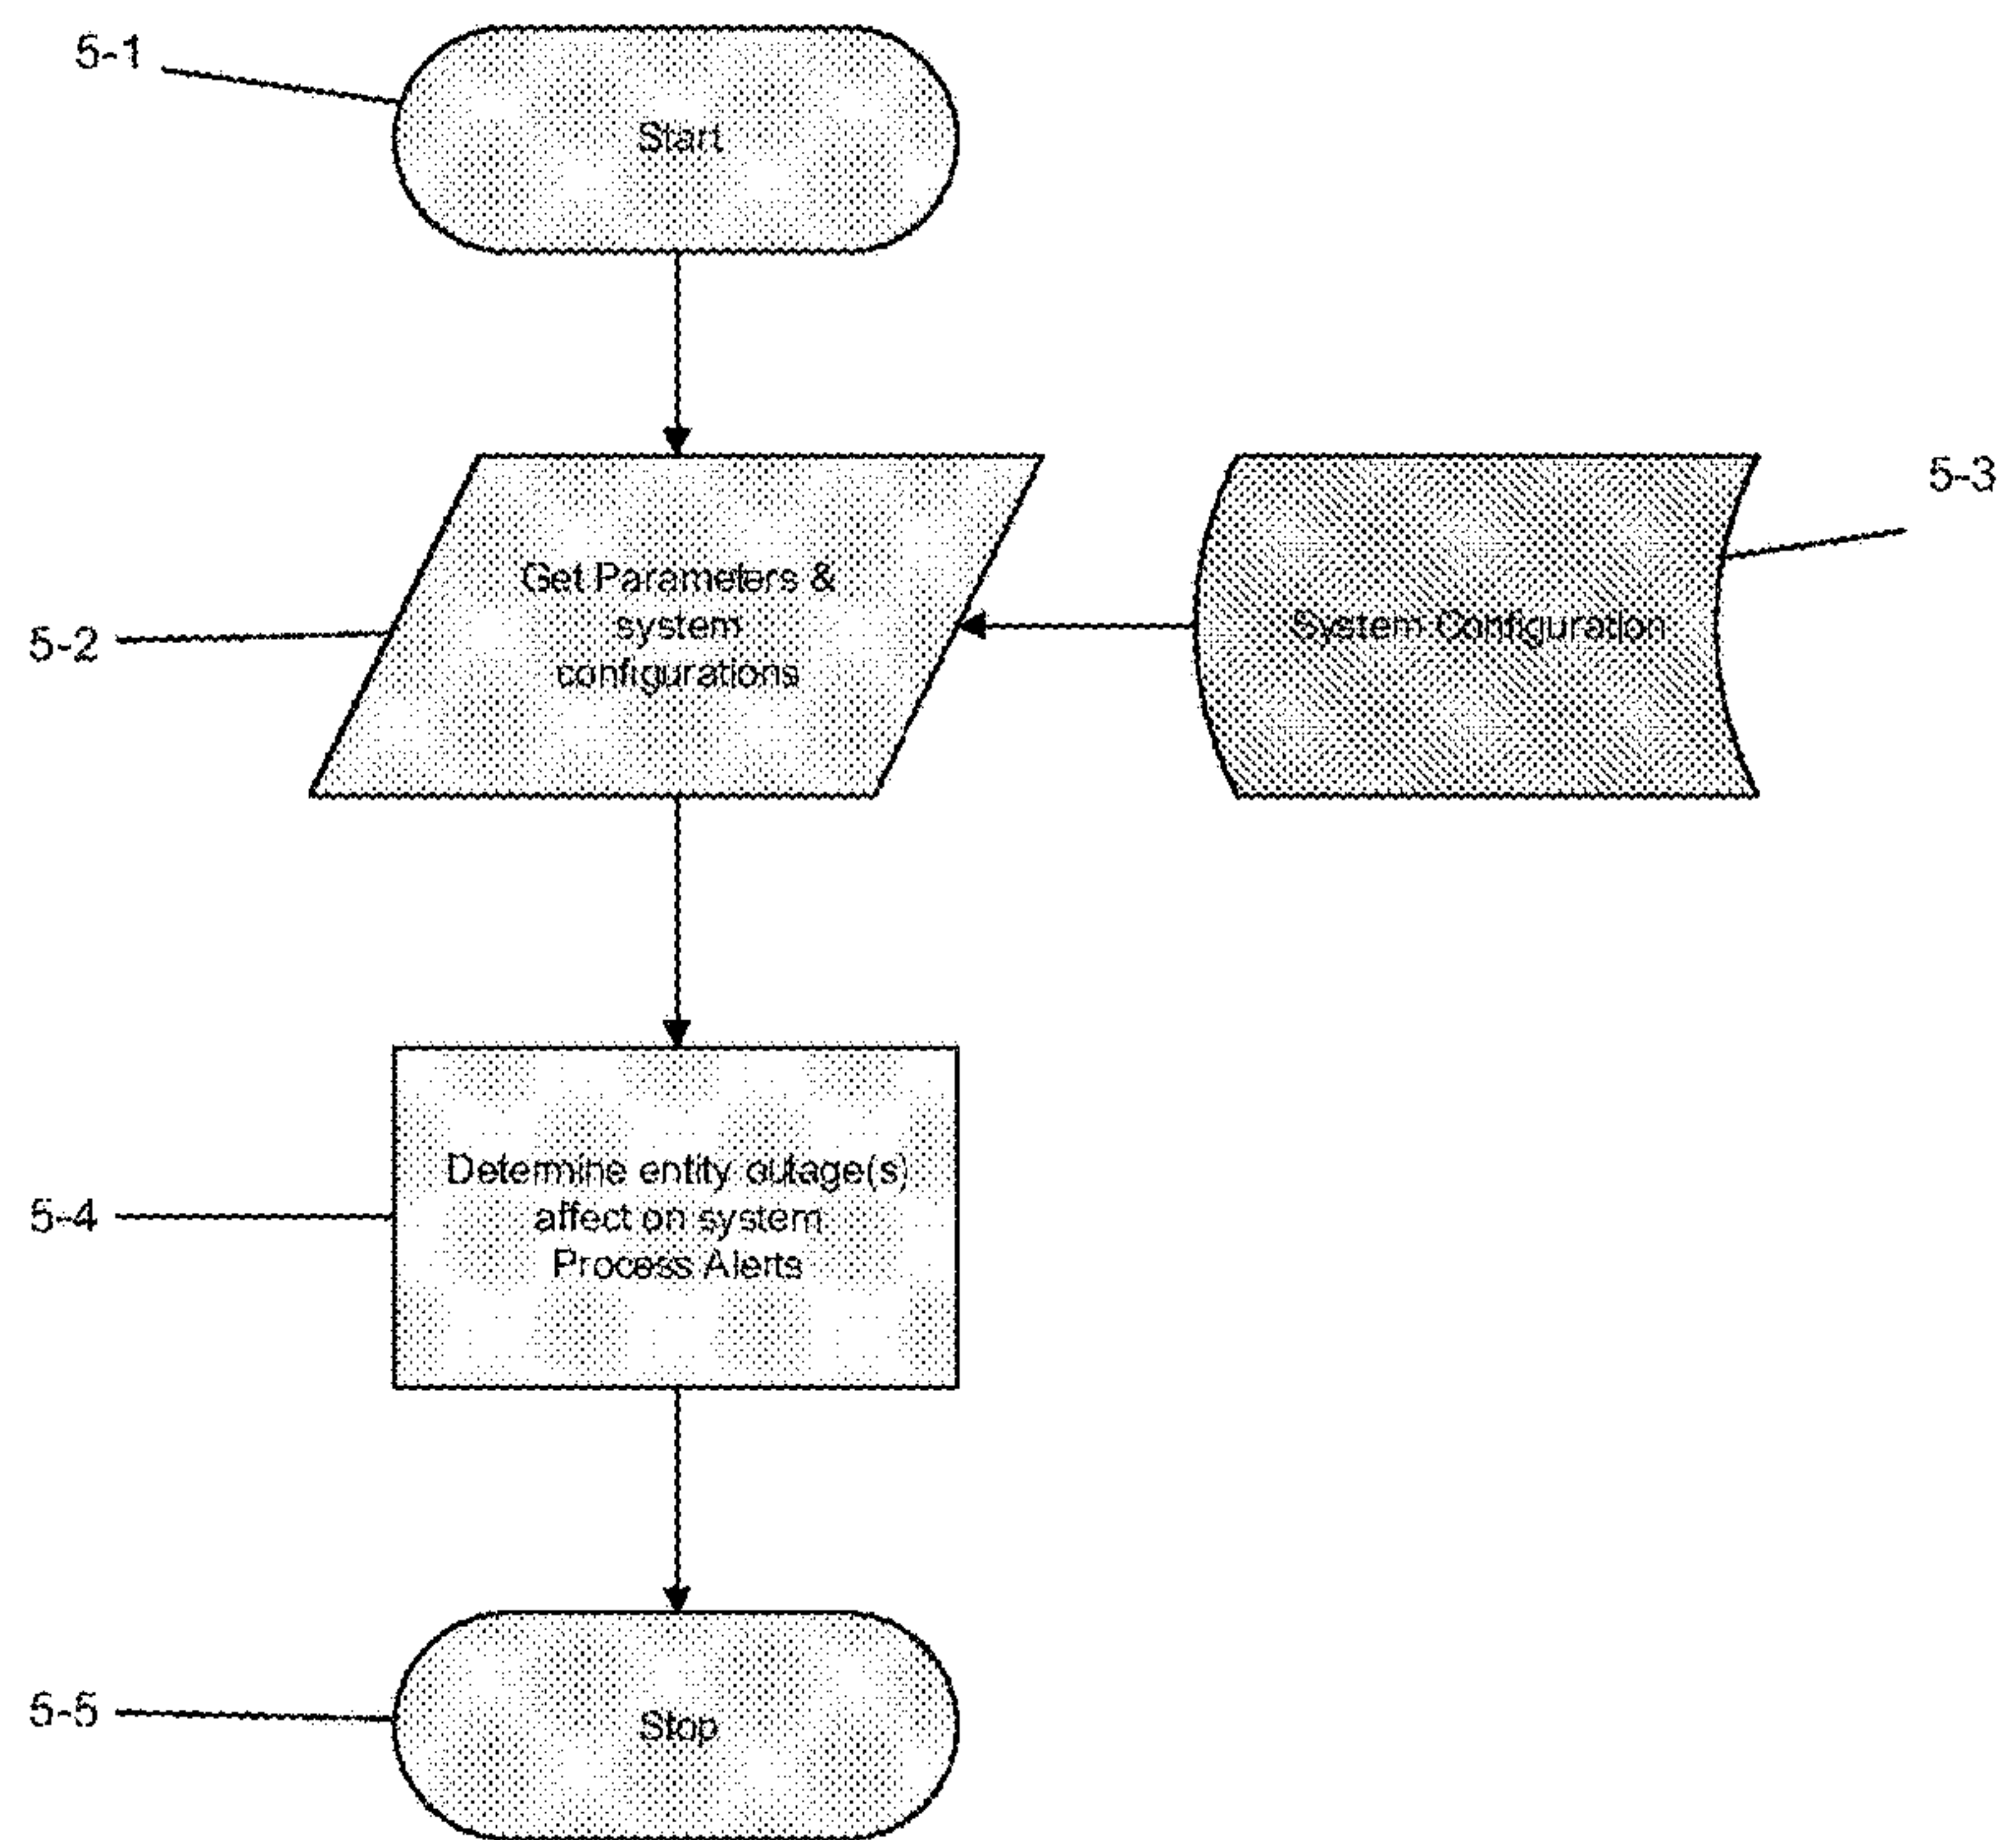 5-1
Start
5-3
Get Parameters &
system
configurations
System Configuration
5-2
Determine entity outage(s)
affect on system
Process Alerts
5-4
5-5
Stop